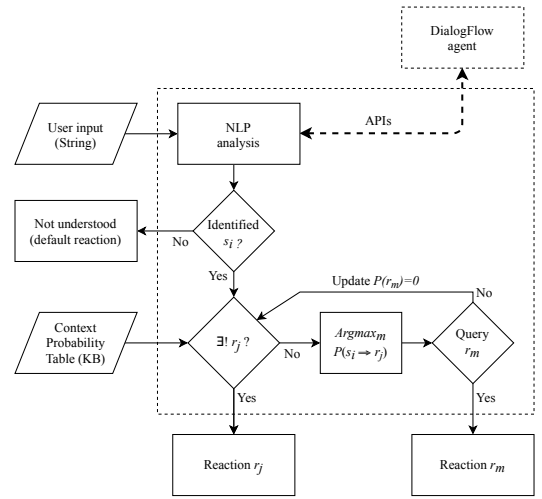 DialogFlow
agent
APIs
User input
(String)
NLP
analysis
Not understood
(default reaction)
No
Identified
sᵢ ?
Yes
Update P(rₘ)=0
No
Context
Probability
Table (KB)
∃! rⱼ ?
No
Argmaxₘ
P(sᵢ ⇒ rⱼ)
Query
rₘ
Yes
Yes
Reaction rⱼ
Reaction rₘ